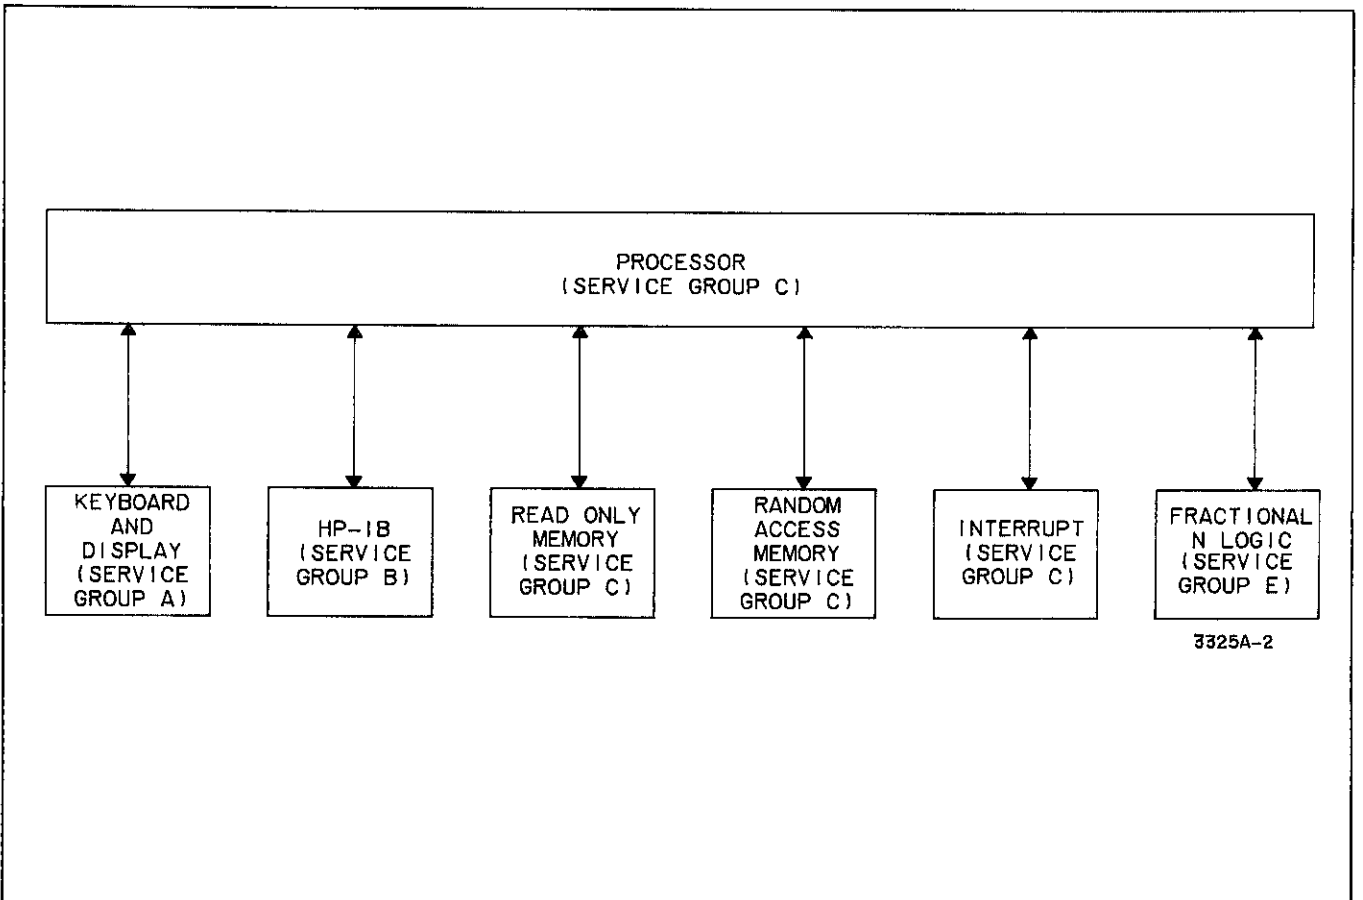 PROCESSOR
(SERVICE GROUP C)
KEYBOARD
AND
DISPLAY
(SERVICE
GROUP A)
HP-IB
(SERVICE
GROUP B)
READ ONLY
MEMORY
(SERVICE
GROUP C)
RANDOM
ACCESS
MEMORY
(SERVICE
GROUP C)
INTERRUPT
(SERVICE
GROUP C)
FRACTIONAL
N LOGIC
(SERVICE
GROUP E)
3325A-2